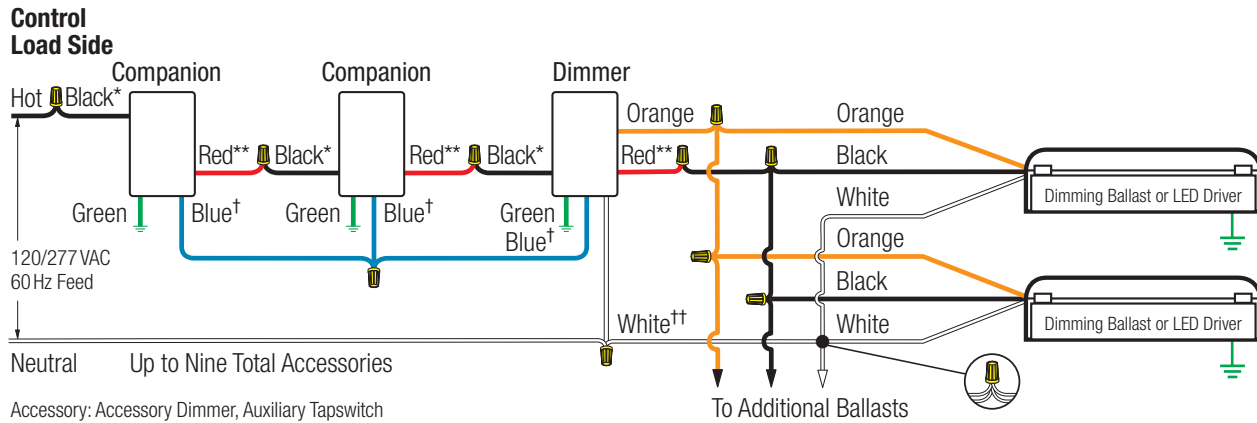 Control
Load Side
Companion
Companion
Dimmer
Hot
Black*
Orange
Orange
Red**
Black*
Red**
Black*
Red**
Black
Dimming Ballast or LED Driver
White
Green
Blue†
Green
Blue†
Green
Blue†
Orange
120/277 VAC
60 Hz Feed
Black
White††
White
Dimming Ballast or LED Driver
Neutral
Up to Nine Total Accessories
To Additional Ballasts
Accessory: Accessory Dimmer, Auxiliary Tapswitch